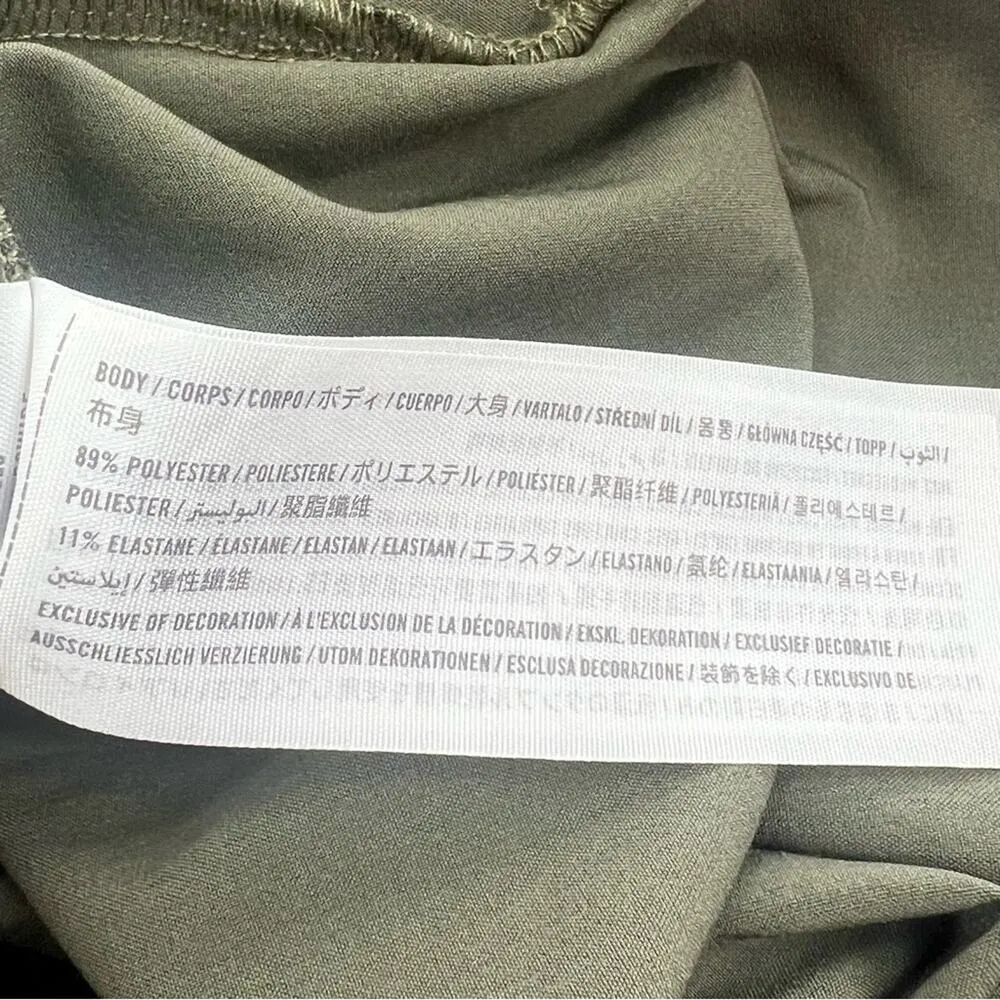 BODY / CORPS / CORPO / ボディ / CUERPO / 大身 / VARTALO / STŘEDNÍ DÍL / 몸통 / GŁÓWNA CZĘŚĆ / TOPP / الثوب /
布身
89% POLYESTER / POLIESTERE / ポリエステル / POLIÉSTER / 聚酯纤维 / POLYESTERIÄ / 폴리에스테르 /
POLIESTER / البوليستر / 聚脂纖維
11% ELASTANE / ÉLASTANE / ELASTAN / ELASTAAN / エラスタン / ELASTANO / 氨纶 / ELASTAANIA / 엘라스탄 /
إيلاستين / 彈性纖維
EXCLUSIVE OF DECORATION / À L'EXCLUSION DE LA DÉCORATION / EKSKL. DEKORATION / EXCLUSIEF DECORATIE /
AUSSCHLIESSLICH VERZIERUNG / UTOM DEKORATIONEN / ESCLUSA DECORAZIONE / 装飾を除く / EXCLUSIVO DE